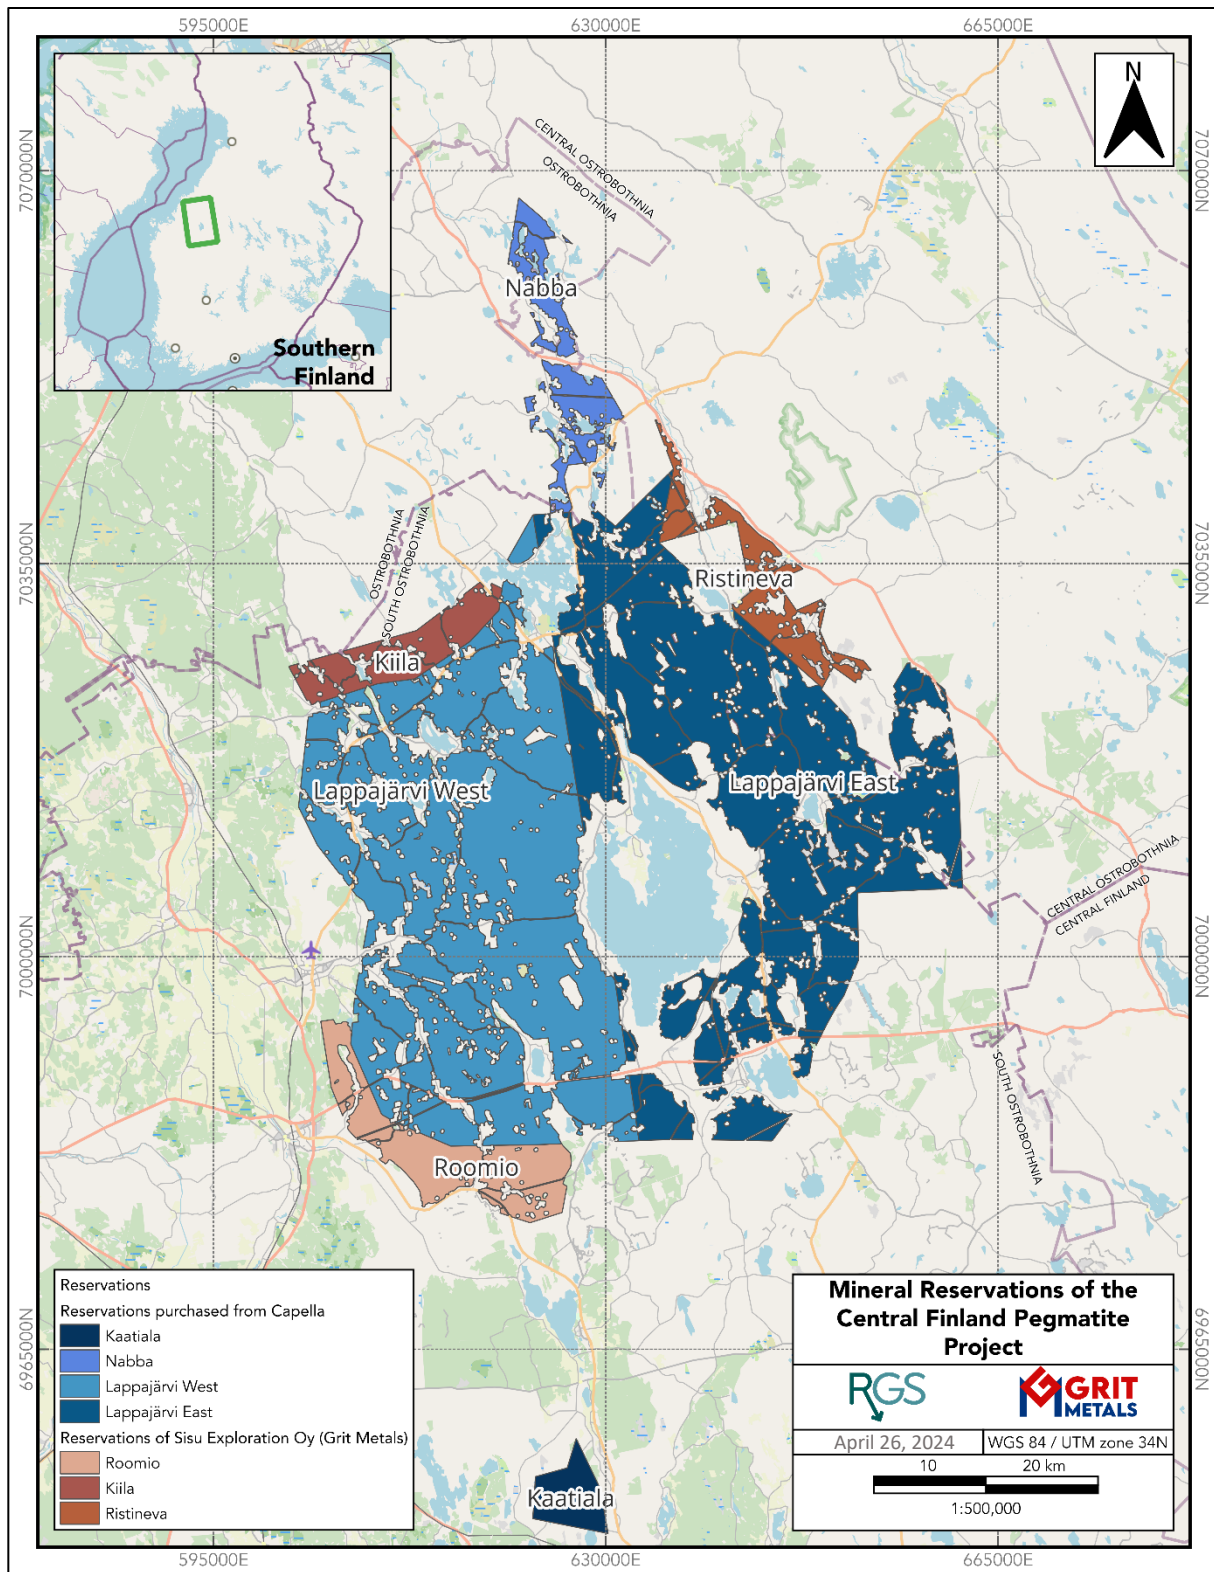 595000E
630000E
665000E
N
7070000N
7070000N
CENTRAL OSTROBOTHNIA
OSTROBOTHNIA
Nabba
Southern
Finland
OSTROBOTHNIA
SOUTH OSTROBOTHNIA
7035000N
7035000N
Ristineva
Kiila
Lappajärvi West
Lappajärvi East
CENTRAL OSTROBOTHNIA
CENTRAL FINLAND
7000000N
7000000N
SOUTH OSTROBOTHNIA
Roomio
Reservations
Reservations purchased from Capella
Kaatiala
Nabba
Lappajärvi West
Lappajärvi East
Reservations of Sisu Exploration Oy (Grit Metals)
Roomio
Kiila
Ristineva
6965000N
6965000N
Kaatiala
Mineral Reservations of the
Central Finland Pegmatite
Project
RGS
GRIT
METALS
April 26, 2024
WGS 84 / UTM zone 34N
10 20 km
1:500,000
595000E
630000E
665000E